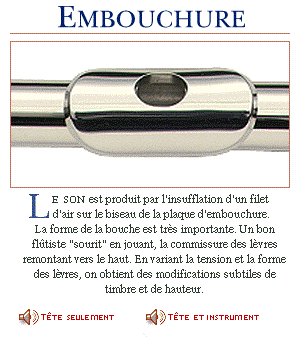 EMBOUCHURE
LE SON est produit par l'insufflation d'un filet
d'air sur le biseau de la plaque d'embouchure.
La forme de la bouche est très importante. Un bon
flûtiste "sourit" en jouant, la commissure des lèvres
remontant vers le haut. En variant la tension et la forme
des lèvres, on obtient des modifications subtiles de
timbre et de hauteur.
TÊTE SEULEMENT TÊTE ET INSTRUMENT